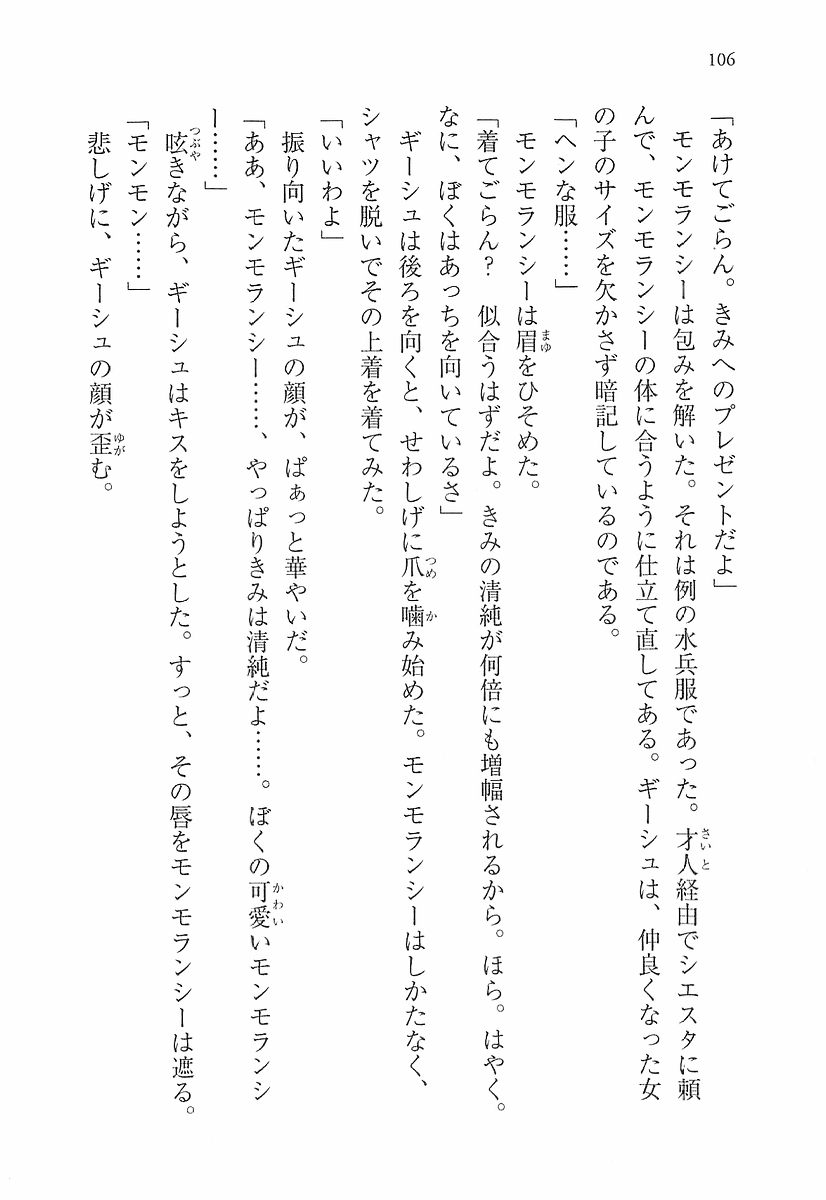 106
「あけてごらん。きみへのプレゼントだよ」
モンモランシーは包みを解いた。それは例の水兵服であった。才人経由でシエスタに頼
んで、モンモランシーの体に合うように仕立て直してある。ギーシュは、仲良くなった女
の子のサイズを欠かさず暗記しているのである。
「ヘンな服……」
モンモランシーは眉をひそめた。
「着てごらん？　似合うはずだよ。きみの清純が何倍にも増幅されるから。ほら。はやく。
なに、ぼくはあっちを向いているさ」
ギーシュは後ろを向くと、せわしげに爪を噛み始めた。モンモランシーはしかたなく、
シャツを脱いでその上着を着てみた。
「いいわよ」
振り向いたギーシュの顔が、ぱぁっと華やいだ。
「ああ、モンモランシー……、やっぱりきみは清純だよ……。ぼくの可愛いモンモランシ
ー……」
呟きながら、ギーシュはキスをしようとした。すっと、その唇をモンモランシーは遮る。
「モンモン……」
悲しげに、ギーシュの顔が歪む。